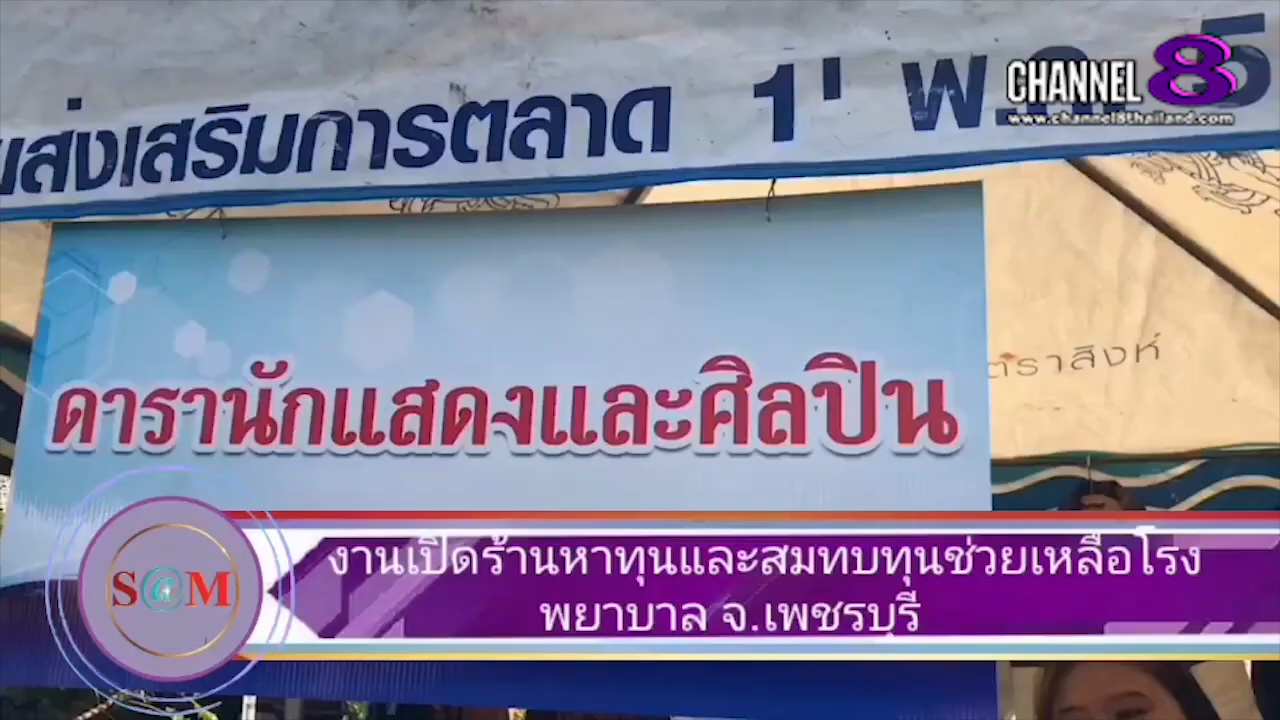 CHANNEL 8
www.channel8thailand.com
ส่งเสริมการตลาด 1' พ.ค. 5
ดารานักแสดงและศิลปิน
ตราสิงห์
S@M
งานเปิดร้านหาทุนและสมทบทุนช่วยเหลือโรง
พยาบาล จ.เพชรบุรี